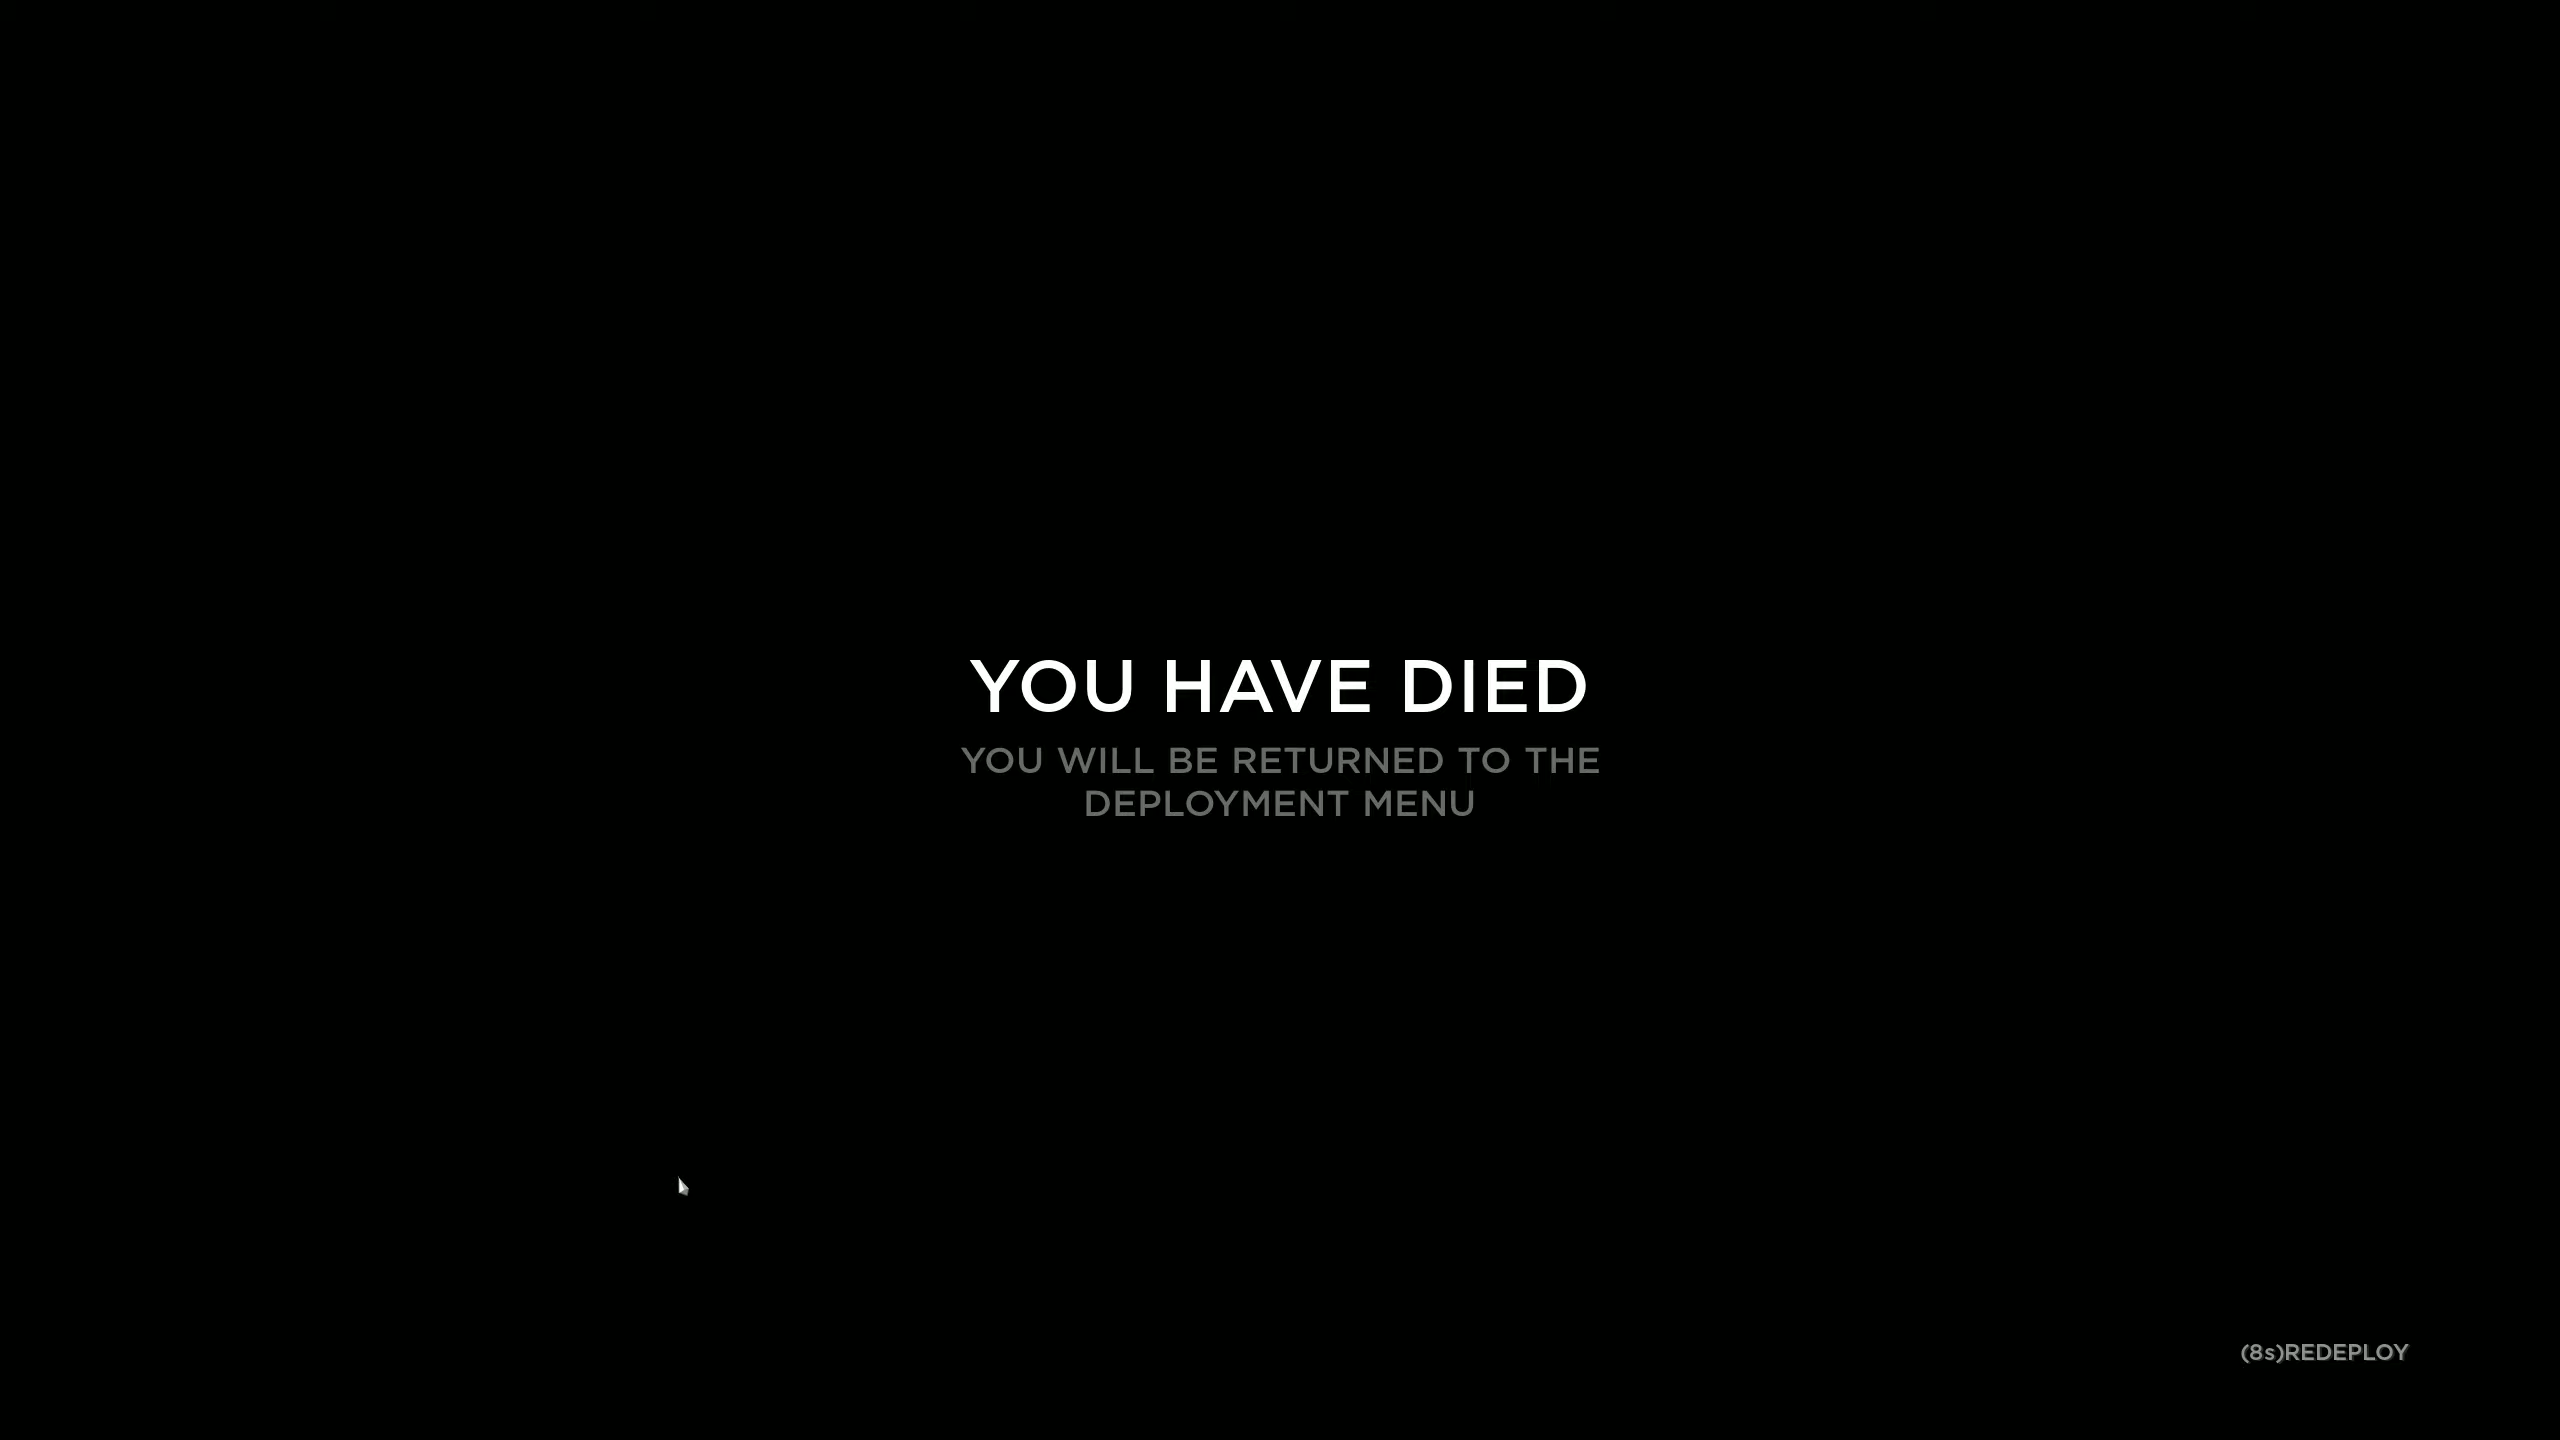 YOU HAVE DIED
YOU WILL BE RETURNED TO THE
DEPLOYMENT MENU
(8s)REDEPLOY